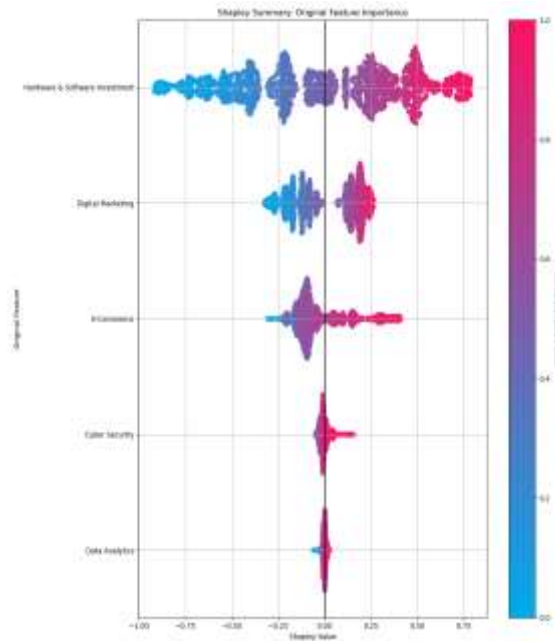 Shapley Summary: Original Feature Importance
Hardware & Software Investment
Digital Marketing
E-Commerce
Cyber Security
Data Analytics
Original Feature
-1.00
-0.75
-0.50
-0.25
0.00
0.25
0.50
0.75
Shapley Value
1.0
0.8
0.6
0.4
0.2
0.0